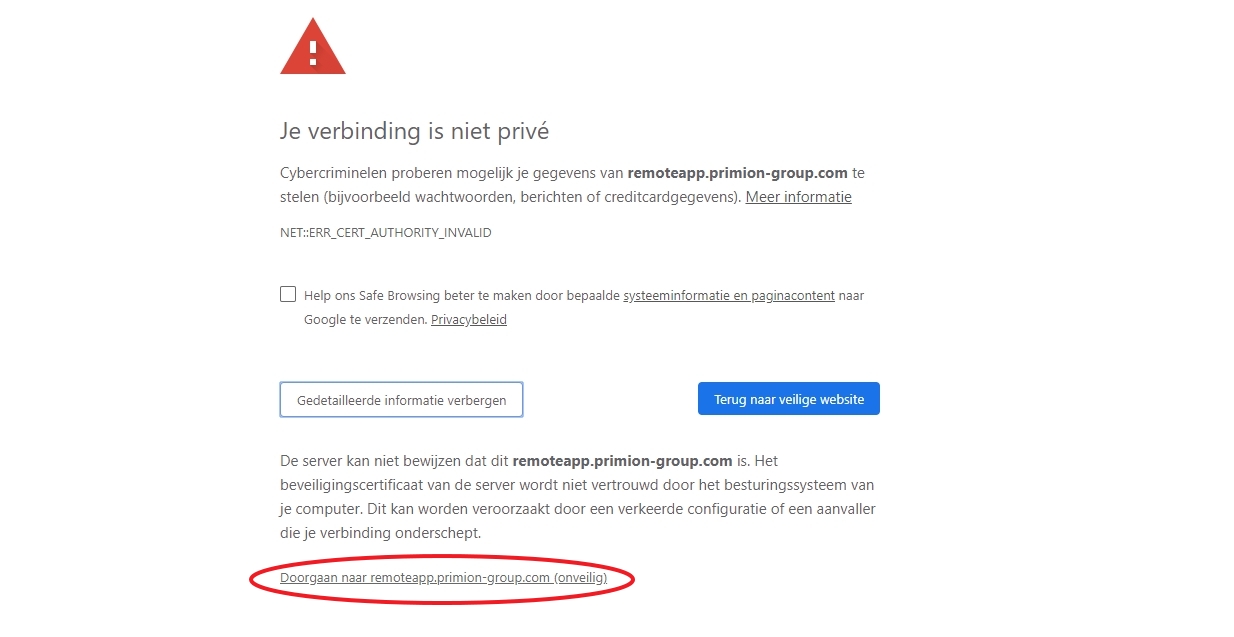 Je verbinding is niet privé
Cybercriminelen proberen mogelijk je gegevens van remoteapp.primion-group.com te
stelen (bijvoorbeeld wachtwoorden, berichten of creditcardgegevens). Meer informatie
NET::ERR_CERT_AUTHORITY_INVALID
Help ons Safe Browsing beter te maken door bepaalde systeeminformatie en paginacontent naar
Google te verzenden. Privacybeleid
Gedetailleerde informatie verbergen
Terug naar veilige website
De server kan niet bewijzen dat dit remoteapp.primion-group.com is. Het
beveiligingscertificaat van de server wordt niet vertrouwd door het besturingssysteem van
je computer. Dit kan worden veroorzaakt door een verkeerde configuratie of een aanvaller
die je verbinding onderschept.
Doorgaan naar remoteapp.primion-group.com (onveilig)